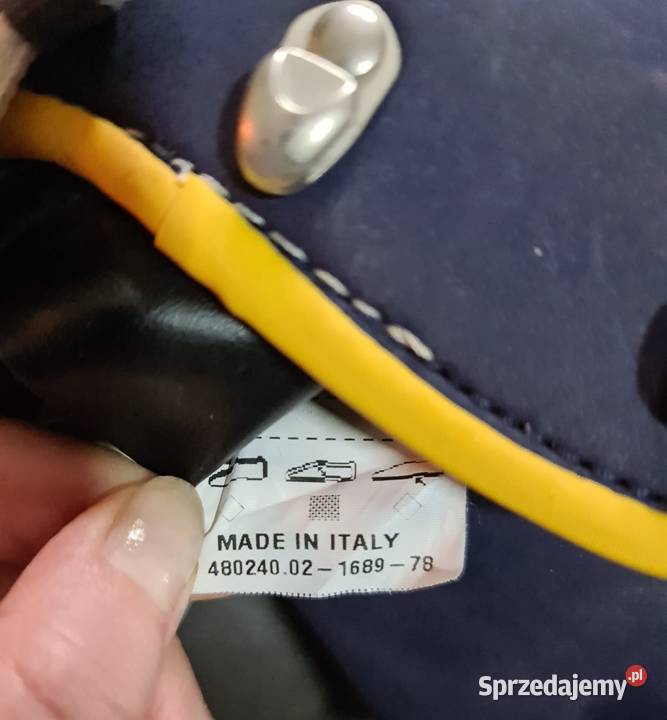 MADE IN ITALY
480240.02-1689-78
Sprzedajemy.pl